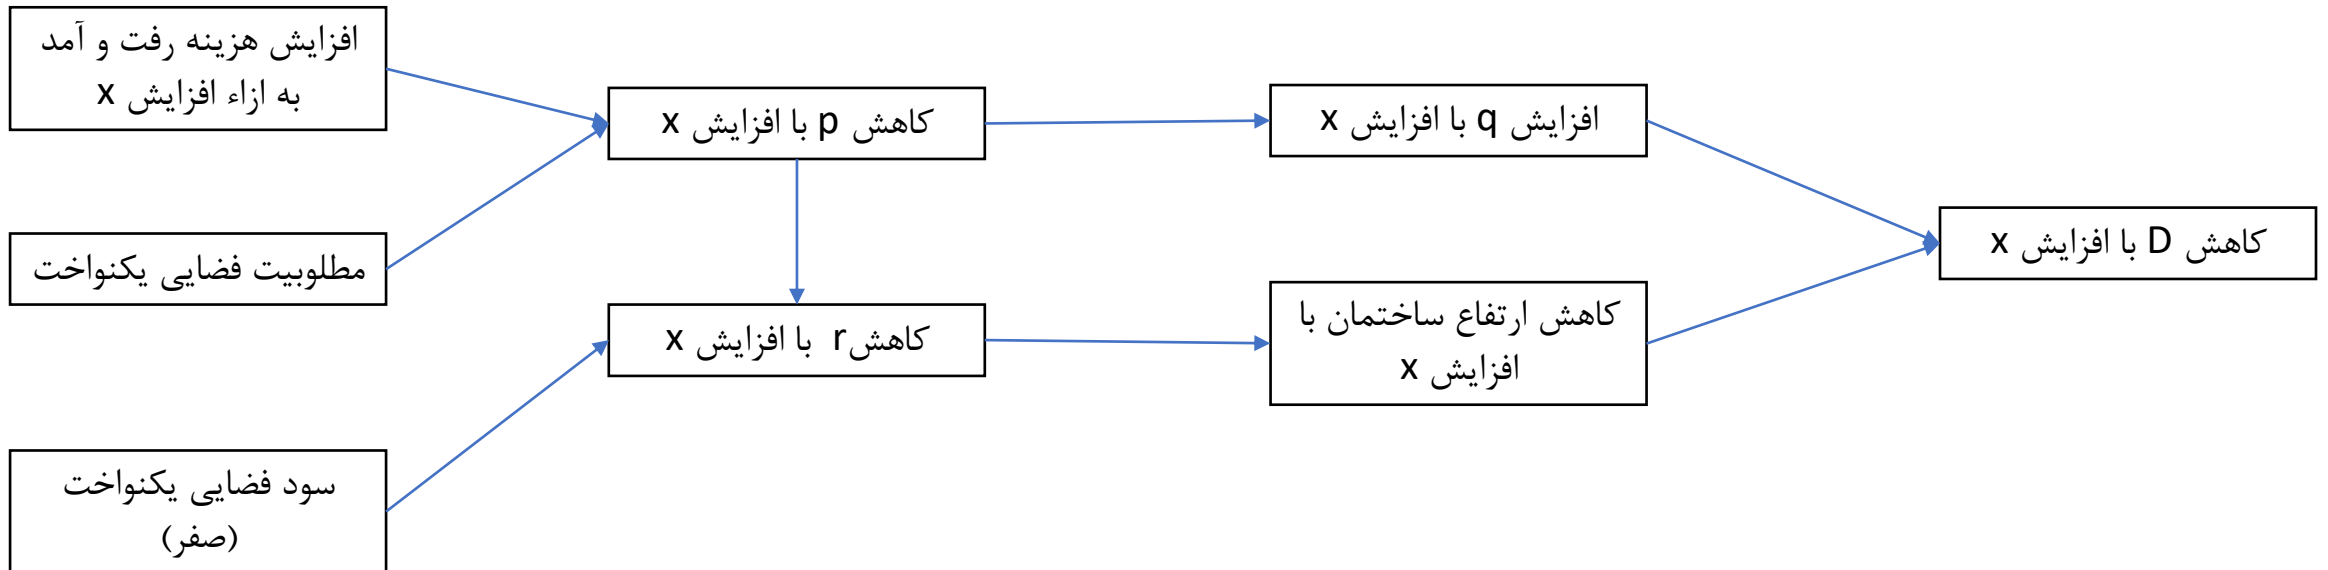 افزایش هزینه رفت و آمد
به ازاء افزایش x
مطلوبیت فضایی یکنواخت
سود فضایی یکنواخت
(صفر)
کاهش p با افزایش x
کاهش r با افزایش x
افزایش q با افزایش x
کاهش ارتفاع ساختمان با
افزایش x
کاهش D با افزایش x